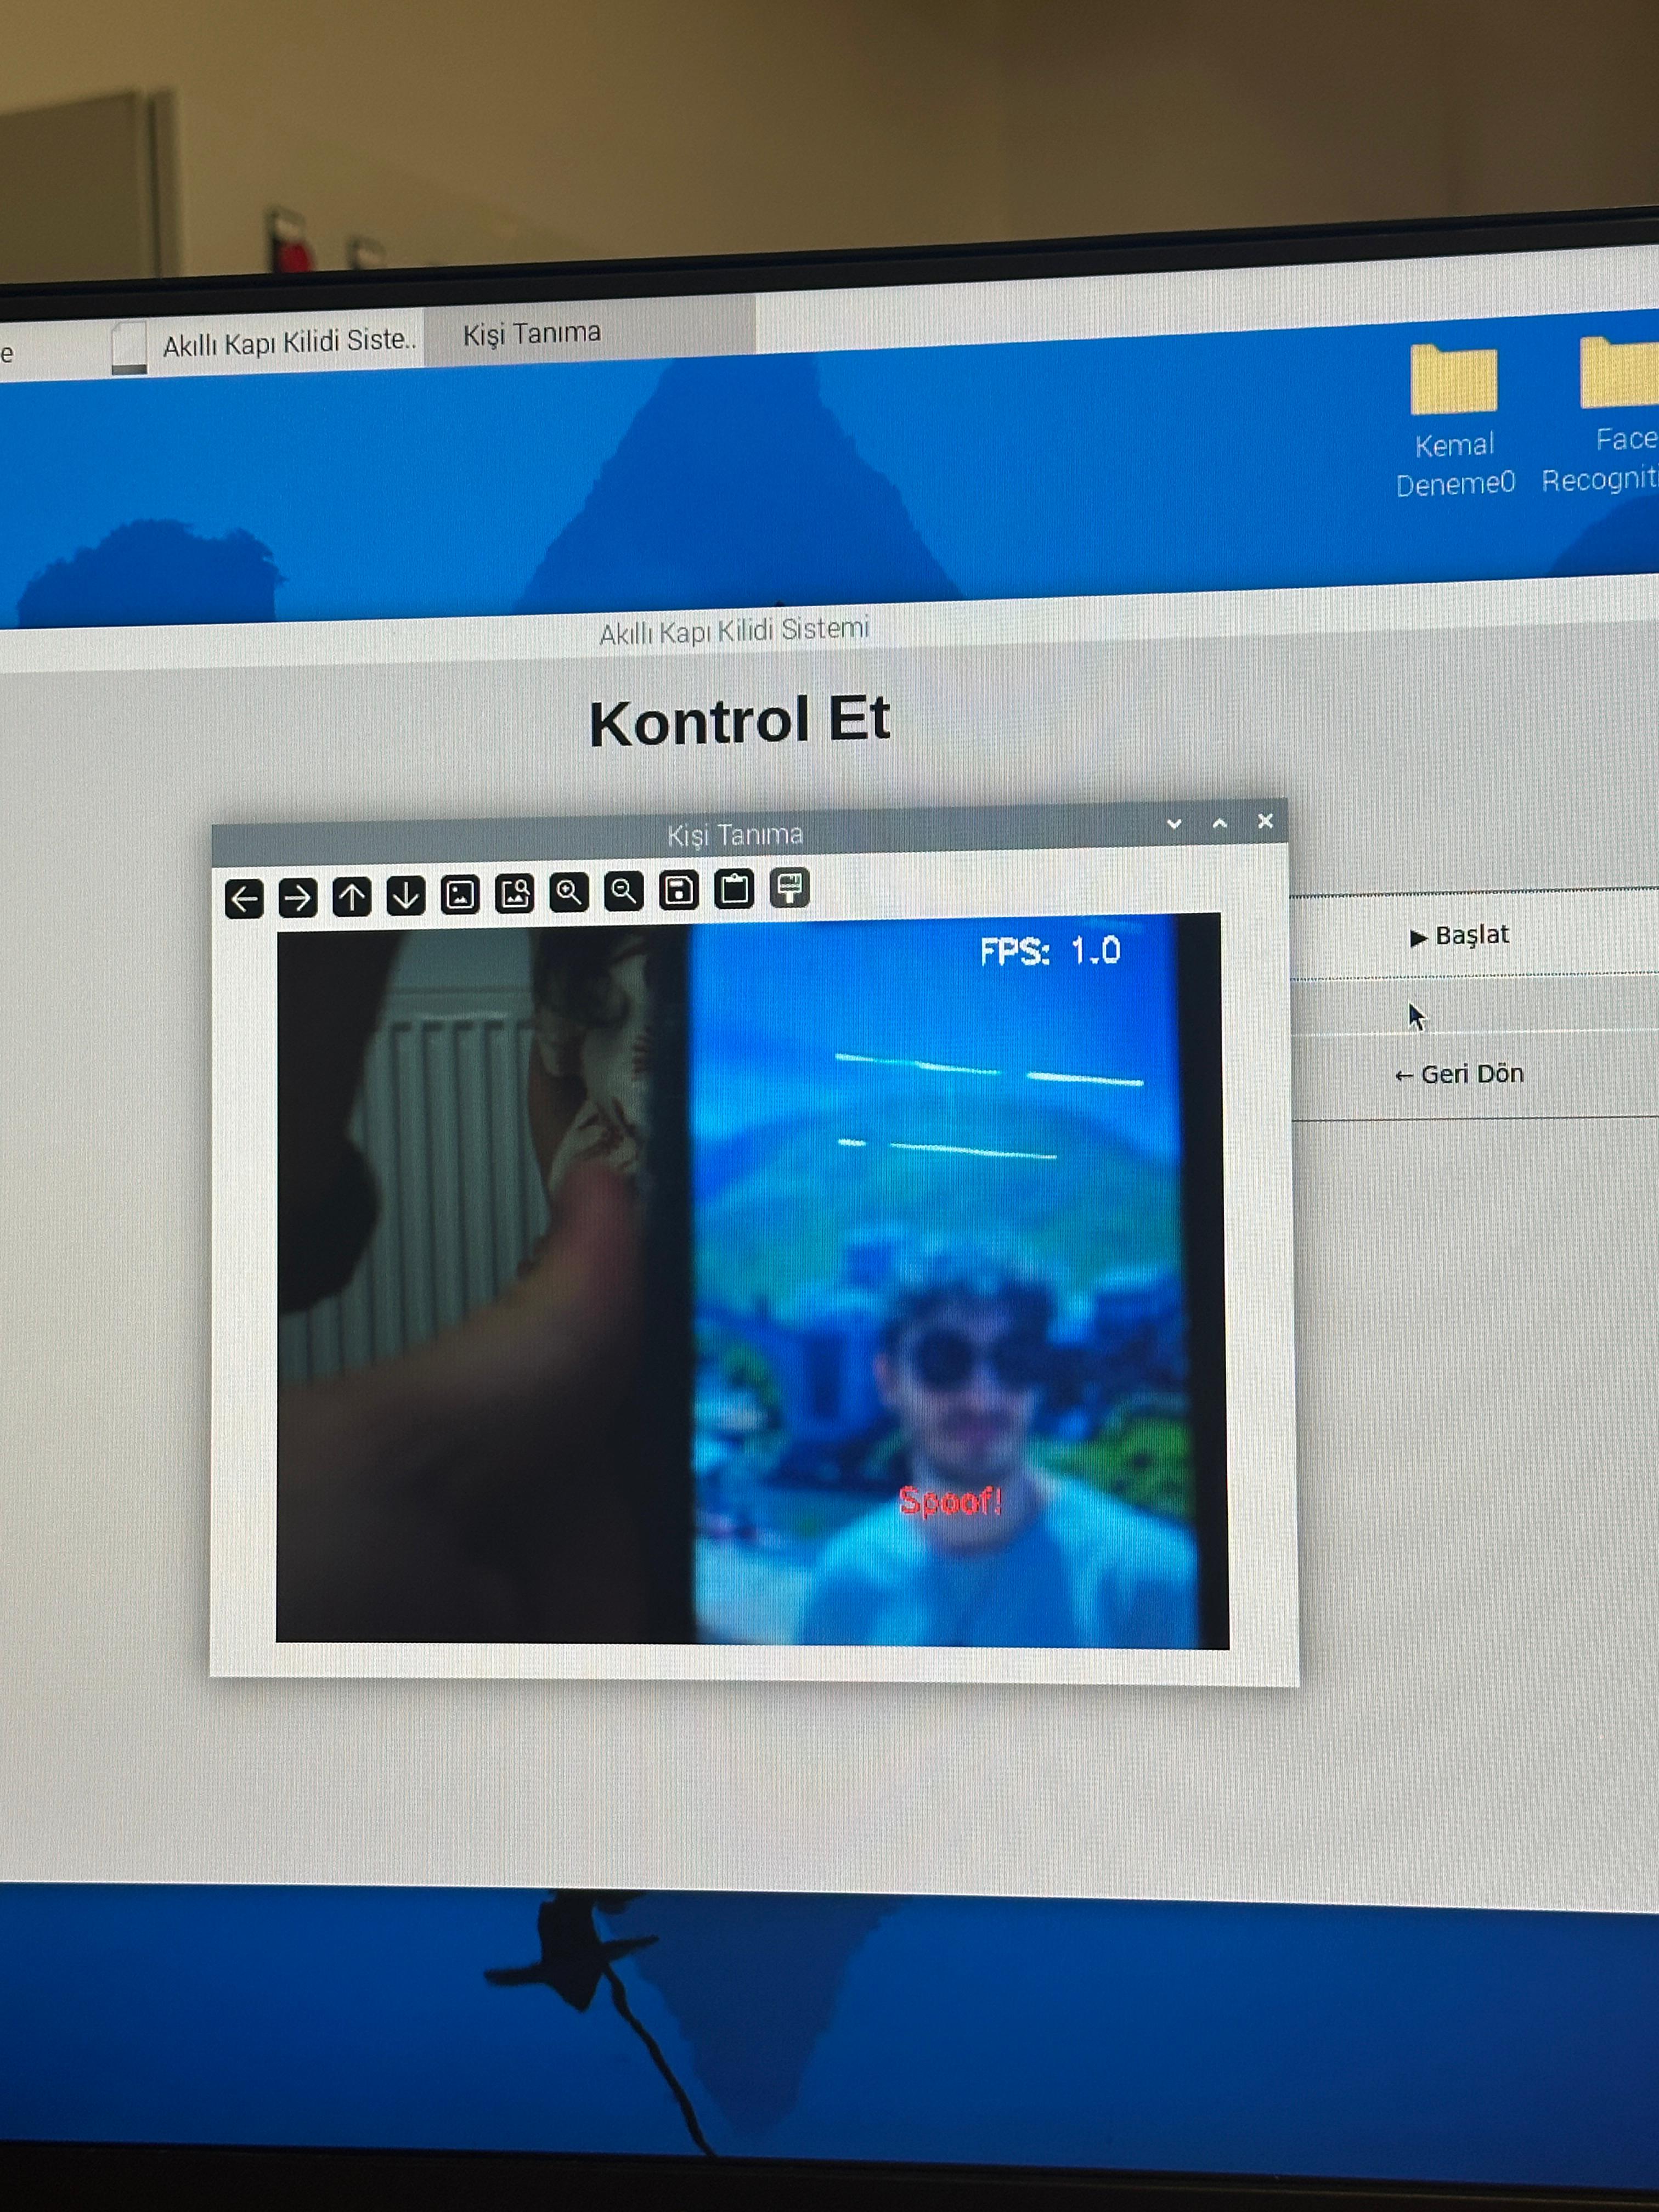 e
Akıllı Kapı Kilidi Siste..
Kişi Tanıma
Kemal
Deneme0
Face
Recogniti
Akıllı Kapı Kilidi Sistemi
Kontrol Et
Kişi Tanıma
FPS: 1.0
Spoof!
▶ Başlat
← Geri Dön